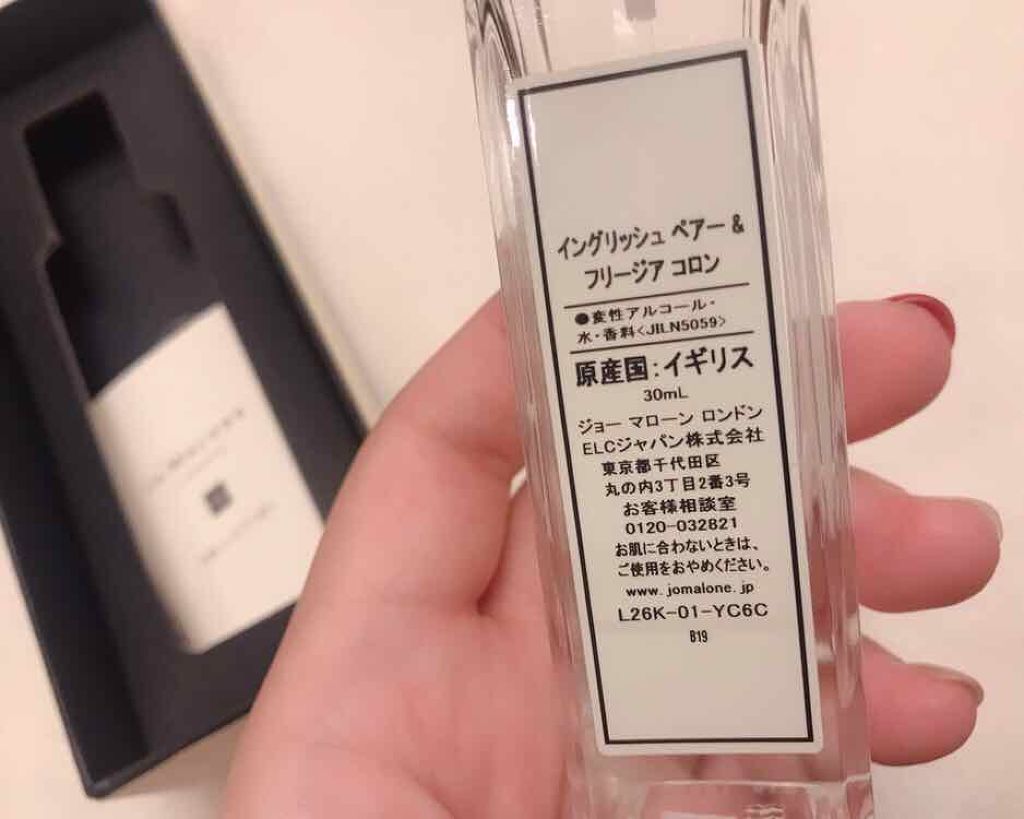 イングリッシュ ペアー &
フリージア コロン
●変性アルコール・
水・香料<JILN5059>
原産国:イギリス
30mL
ジョー マローン ロンドン
ELCジャパン株式会社
東京都千代田区
丸の内3丁目2番3号
お客様相談室
0120-032821
お肌に合わないときは、
ご使用をおやめください。
www.jomalone.jp
L26K-01-YC6C
B19